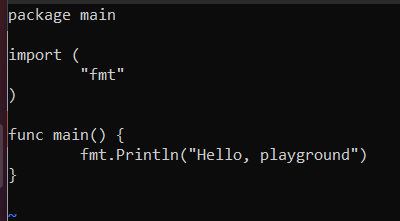 package main

import (
        "fmt"
)

func main() {
        fmt.Println("Hello, playground")
}

~